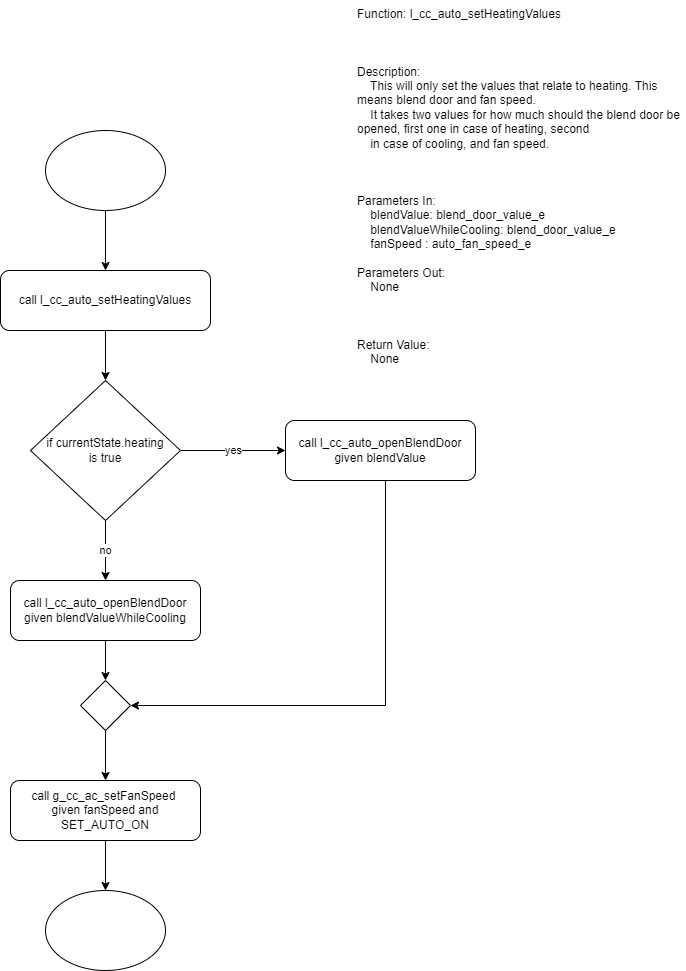 Function: l_cc_auto_setHeatingValues
Description:
This will only set the values that relate to heating. This
means blend door and fan speed.
It takes two values for how much should the blend door be
opened, first one in case of heating, second
in case of cooling, and fan speed.
Parameters In:
blendValue: blend_door_value_e
blendValueWhileCooling: blend_door_value_e
fanSpeed : auto_fan_speed_e
Parameters Out:
None
Return Value:
None
call l_cc_auto_setHeatingValues
if currentState.heating
is true
yes
call l_cc_auto_openBlendDoor
given blendValue
no
call l_cc_auto_openBlendDoor
given blendValueWhileCooling
call g_cc_ac_setFanSpeed
given fanSpeed and
SET_AUTO_ON